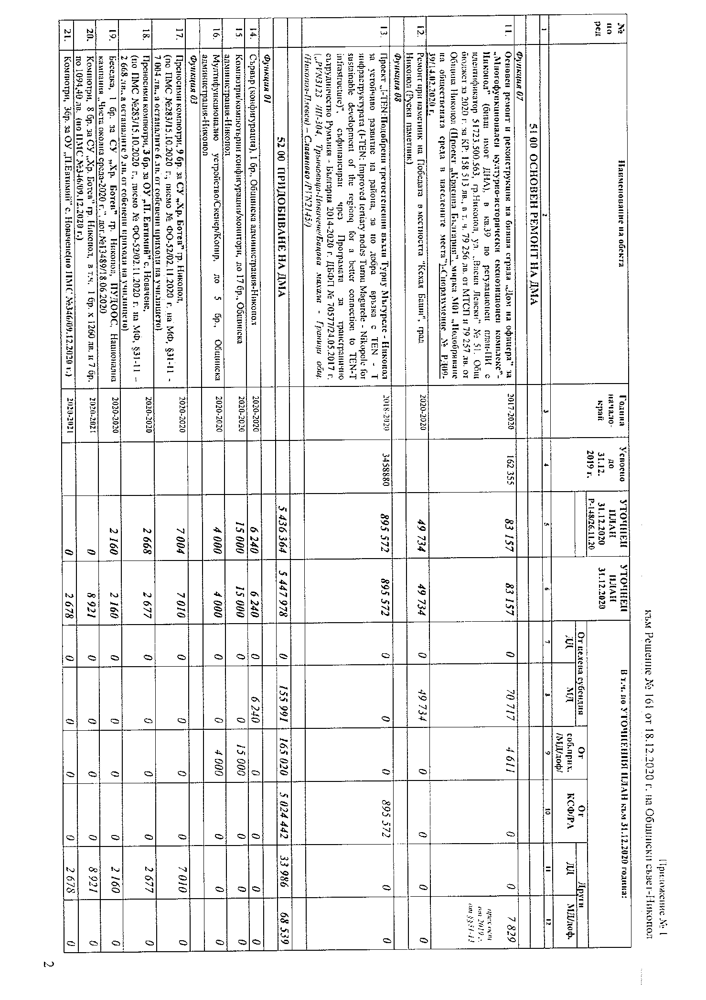 Приложение № 1
към Решение № 161 от 18.12.2020 г. на Общински съвет-Никопол
№ по ред | Наименование на обекта | Година начало-край | Усвоено до 31.12. 2019 г. | УТОЧНЕН ПЛАН 31.12.2020 Р-148/26.11.20 | УТОЧНЕН ПЛАН 31.12.2020 | В т.ч. по УТОЧНЕНИЯ ПЛАН към 31.12.2020 година:
От целева субсидия | От соб.прих. /МД/доф/ | От КСФ/РА | Други
ДД | МД | ДД | МД/доф.
1 2 3 4 5 6 7 8 9 10 11 12
51 00 ОСНОВЕН РЕМОНТ НА ДМА
Функция 07
11. Основен ремонт и реконструкция на бивша сграда „Дом на офицера" за
„Многофункционален културно-исторически експозиционен комплекс"-
Никопол" (бивш имот ДНА), в кв.39 по регулационен план-ПИ с
идентификатор 51723.500.563, гр.Никопол, ул. „Васил Левски" № 51. Общ
бюджет за 2020 г. за КР: 158 513 лв., в т. ч. 79 256 лв. от МТСП и 79 257 лв. от
Община Никопол (Проект „Красива България", мярка М01 „Подобряване
на обществената среда в населените места")-Споразумение № РД09-
39/14.02.2020 г.
2017-2020 162 355 83 157 83 157 0 70 717 4 611 0 0 7 829
прех.ост.
от 2019 г.
от §§31-13
12. Ремонт при паметник на Победата в местността "Кехая Баши", град
Никопол (Руски паметник)
2020-2020 49 734 49 734 0 49 734 0 0 0 0
Функция 08
13. Проект „I-TEN:Подобрени третостепенни възли Турну Мъгуреле - Никопол
за устойчиво развитие на района, за по добра връзка с TEN - T
инфраструктурата (I-TEN: Improved tertiary nodes Turnu Magurele - Nikopole for
sustainable development of the regionq for a better connection to TEN-T
infrastructure)", съфинансиран чрез Програмата за трансгранично
сътрудничество Румъния - България 2014-2020 г. ДБФП № 70577/24.05.2017 г.
(„PVN3123 /III-304, Тръновица-Новачене/Бацова махала - Граници общ.
(Никопол-Плевен) – Славяново /PVN2145/)
2018-2020 3458880 895 572 895 572 0 0 0 895 572 0 0
52 00 ПРИДОБИВАНЕ НА ДМА 5 436 364 5 447 978 0 155 991 165 020 5 024 442 33 986 68 539
Функция 01
14. Сървър (конфигурация), 1 бр., Общинска администрация-Никопол 2020-2020 6 240 6 240 0 6 240 0 0 0 0
15. Компютри/компютърни конфигурации/монитори, до 17 бр., Общинска
администрация-Никопол
2020-2020 15 000 15 000 0 0 15 000 0 0 0
16. Мултифункционално устройство/Скенер/Копир, до 5 бр., Общинска
администрация-Никопол
2020-2020 4 000 4 000 0 0 4 000 0 0 0
Функция 03
17. Преносими компютри, 9 бр. за СУ „Хр. Ботев" гр. Никопол,
(по ПМС №283/15.10.2020 г., писмо № ФО-52/02.11.2020 г. на МФ, §31-11 -
7 004 лв., а останалите 6 лв. от собсвени приходи на училището)
2020-2020 7 004 7 010 0 0 0 0 7 010 0
18. Преносими компютри, 3 бр. за ОУ „П. Евтимий" с. Новачене,
(по ПМС №283/15.10.2020 г., писмо № ФО-52/02.11.2020 г. на МФ, §31-11 –
2 668 лв., а останалите 9 лв. от собсвени приходи на училището)
2020-2020 2 668 2 677 0 0 0 0 2 677 0
19. Беседка, 1 бр. за СУ „Хр. Ботев" гр. Никопол, ПУДООС, Национална
кампания „Чиста околна среда-2020 г.", дог.№13489/18.06.2020
2020-2020 2 160 2 160 0 0 0 0 2 160 0
20. Компютри, 8 бр. за СУ „Хр. Ботев" гр. Никопол, в т.ч. 1бр. х 1260 лв. и 7 бр.
по 1094,40 лв. (по ПМС №346/09.12.2020 г.)
2020-2021 0 8 921 0 0 0 0 8 921 0
21. Компютри, 3бр. за ОУ „П.Евтимий" с. Новачене(по ПМС №346/09.12.2020 г.) 2020-2021 0 2 678 0 0 0 0 2 678 0
2